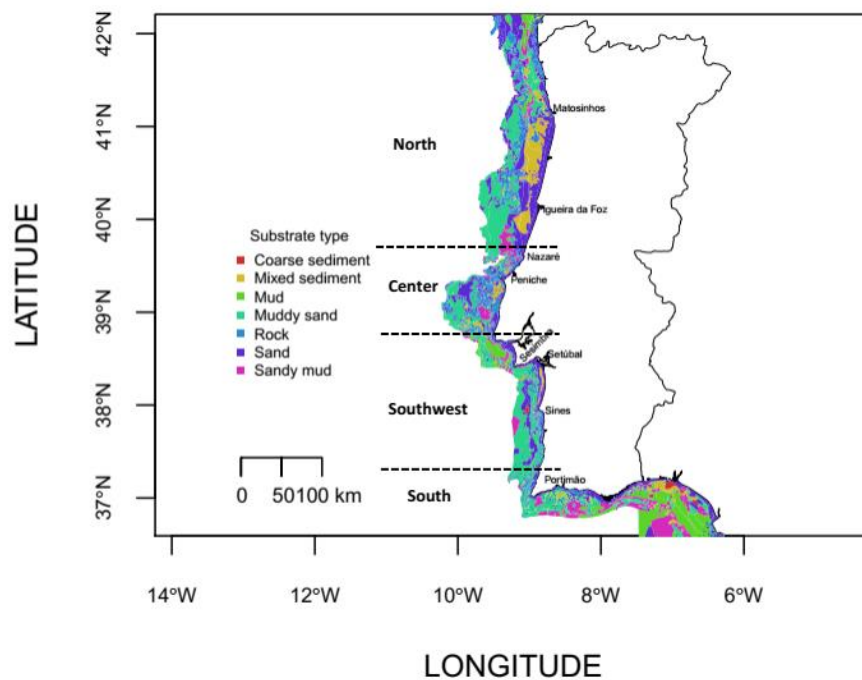 LATITUDE
42°N
41°N
40°N
39°N
38°N
37°N
North
Center
Southwest
South
Substrate type
Coarse sediment
Mixed sediment
Mud
Muddy sand
Rock
Sand
Sandy mud
0 50100 km
Matosinhos
igueira da Foz
Nazaré
Peniche
Sesimbra
Setúbal
Sines
Portimão
14°W
12°W
10°W
8°W
6°W
LONGITUDE